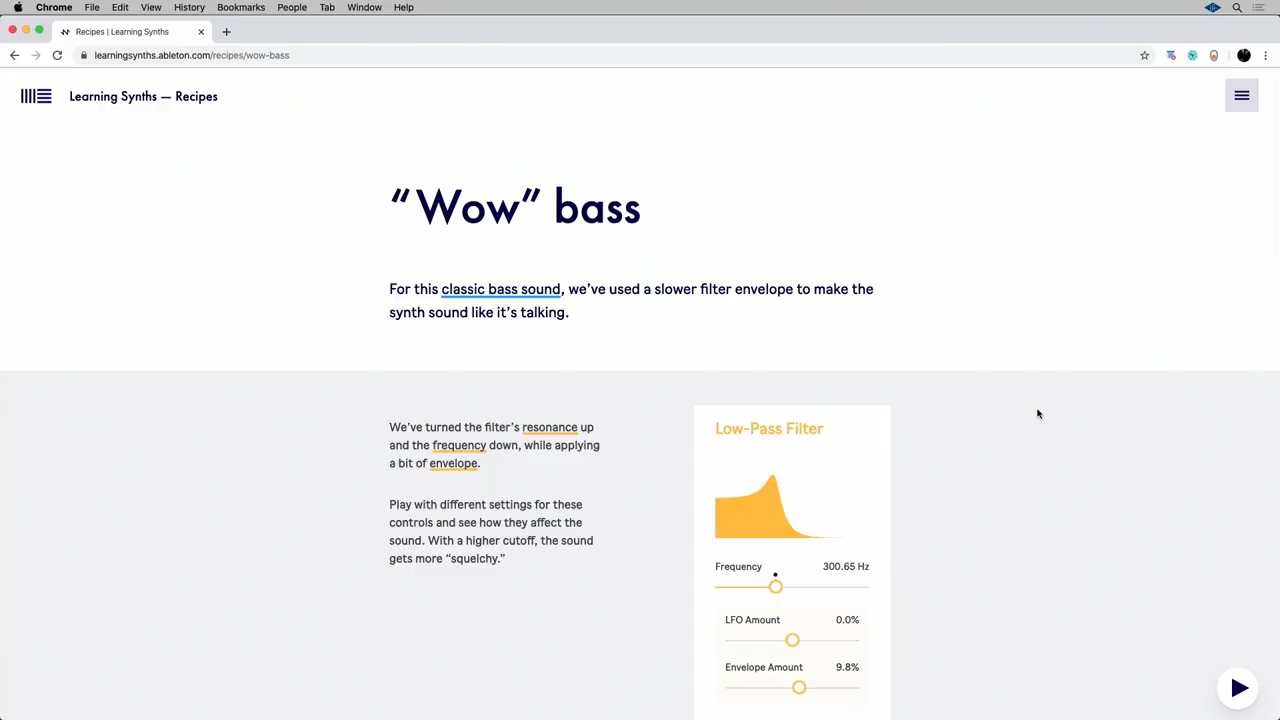 Chrome File Edit View History Bookmarks People Tab Window Help
Recipes | Learning Synths
learningsynths.ableton.com/recipes/wow-bass
Learning Synths — Recipes
“Wow” bass
For this classic bass sound, we’ve used a slower filter envelope to make the
synth sound like it’s talking.
We’ve turned the filter’s resonance up
and the frequency down, while applying
a bit of envelope.
Play with different settings for these
controls and see how they affect the
sound. With a higher cutoff, the sound
gets more “squelchy.”
Low-Pass Filter
Frequency 300.65 Hz
LFO Amount 0.0%
Envelope Amount 9.8%